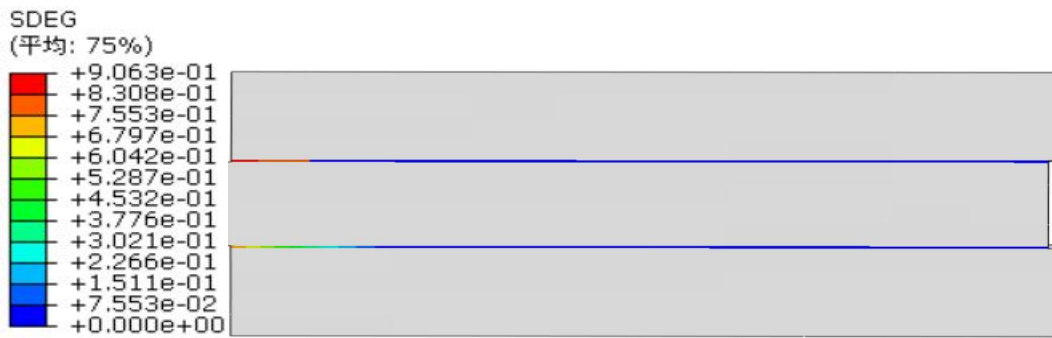 SDEG
(平均: 75%)
+9.063e-01
+8.308e-01
+7.553e-01
+6.797e-01
+6.042e-01
+5.287e-01
+4.532e-01
+3.776e-01
+3.021e-01
+2.266e-01
+1.511e-01
+7.553e-02
+0.000e+00